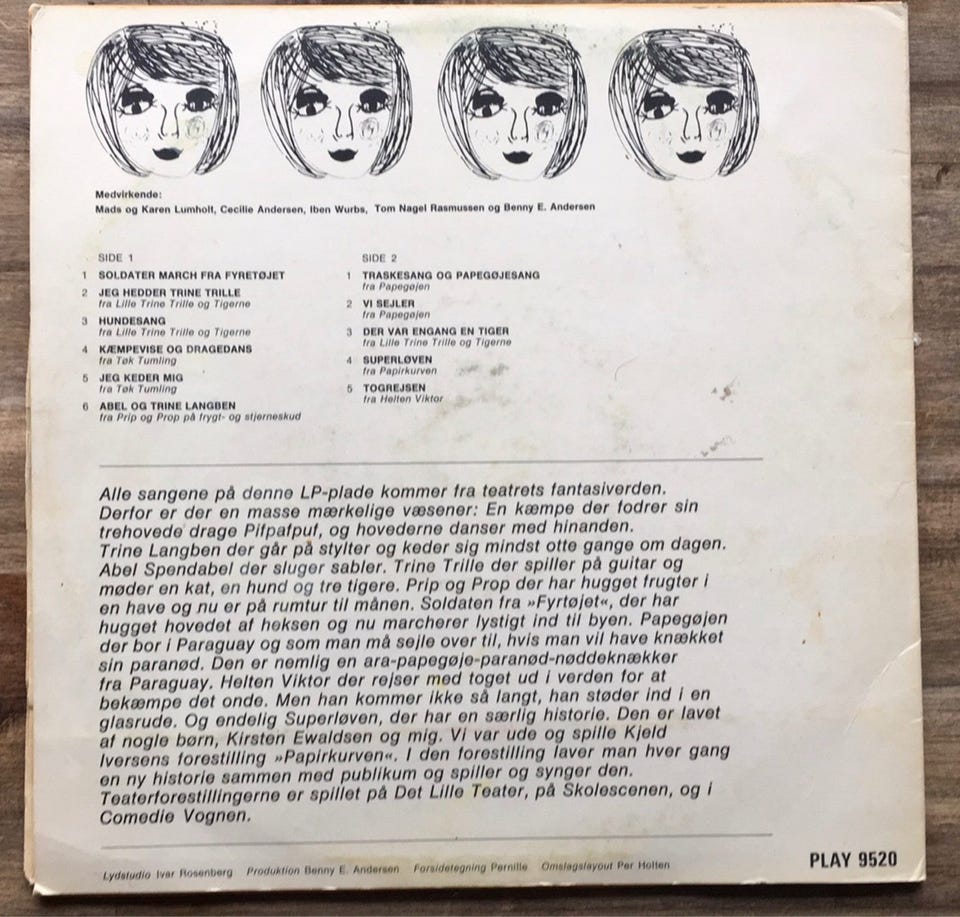 Medvirkende:
Mads og Karen Lumholt, Cecilie Andersen, Iben Wurbs, Tom Nagel Rasmussen og Benny E. Andersen
SIDE 1
1 SOLDATER MARCH FRA FYRETØJET
2 JEG HEDDER TRINE TRILLE
fra Lille Trine Trille og Tigerne
3 HUNDESANG
fra Lille Trine Trille og Tigerne
4 KÆMPEVISE OG DRAGEDANS
fra Tøk Tumling
5 JEG KEDER MIG
fra Tøk Tumling
6 ABEL OG TRINE LANGBEN
fra Prip og Prop på frygt- og stjerneskud
SIDE 2
1 TRASKESANG OG PAPEGØJESANG
fra Papegøjen
2 VI SEJLER
fra Papegøjen
3 DER VAR ENGANG EN TIGER
fra Lille Trine Trille og Tigerne
4 SUPERLØVEN
fra Papirkurven
5 TOGREJSEN
fra Helten Viktor
Alle sangene på denne LP-plade kommer fra teatrets fantasiverden.
Derfor er der en masse mærkelige væsener: En kæmpe der fodrer sin
trehovede drage Pifpafpuf, og hovederne danser med hinanden.
Trine Langben der går på stylter og keder sig mindst otte gange om dagen.
Abel Spendabel der sluger sabler. Trine Trille der spiller på guitar og
møder en kat, en hund og tre tigere. Prip og Prop der har hugget frugter i
en have og nu er på rumtur til månen. Soldaten fra »Fyrtøjet«, der har
hugget hovedet af heksen og nu marcherer lystigt ind til byen. Papegøjen
der bor i Paraguay og som man må sejle over til, hvis man vil have knækket
sin paranød. Den er nemlig en ara-papegøje-paranød-nøddeknækker
fra Paraguay. Helten Viktor der rejser med toget ud i verden for at
bekæmpe det onde. Men han kommer ikke så langt, han støder ind i en
glasrude. Og endelig Superløven, der har en særlig historie. Den er lavet
af nogle børn, Kirsten Ewaldsen og mig. Vi var ude og spille Kjeld
Iversens forestilling »Papirkurven«. I den forestilling laver man hver gang
en ny historie sammen med publikum og spiller og synger den.
Teaterforestillingerne er spillet på Det Lille Teater, på Skolescenen, og i
Comedie Vognen.
Lydstudio Ivar Rosenberg Produktion Benny E. Andersen Forsidetegning Pernille Omslagslayout Per Holten
PLAY 9520